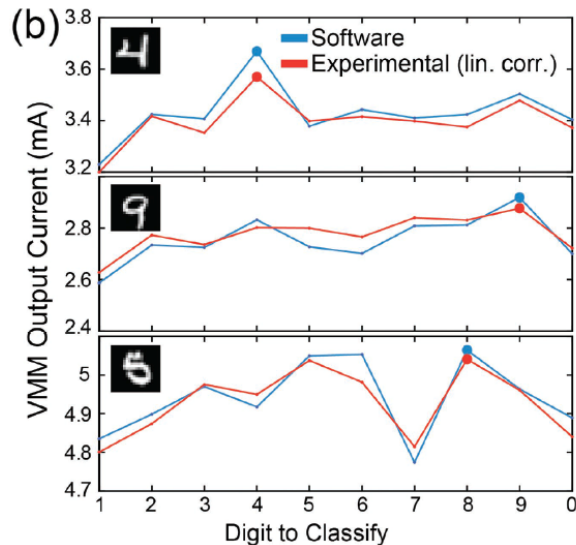 (b)
VMM Output Current (mA)
3.8
3.6
3.4
3.2
4
Software
Experimental (lin. corr.)
2.8
2.6
2.4
9
5
4.9
4.8
4.7
1 2 3 4 5 6 7 8 9 0
Digit to Classify